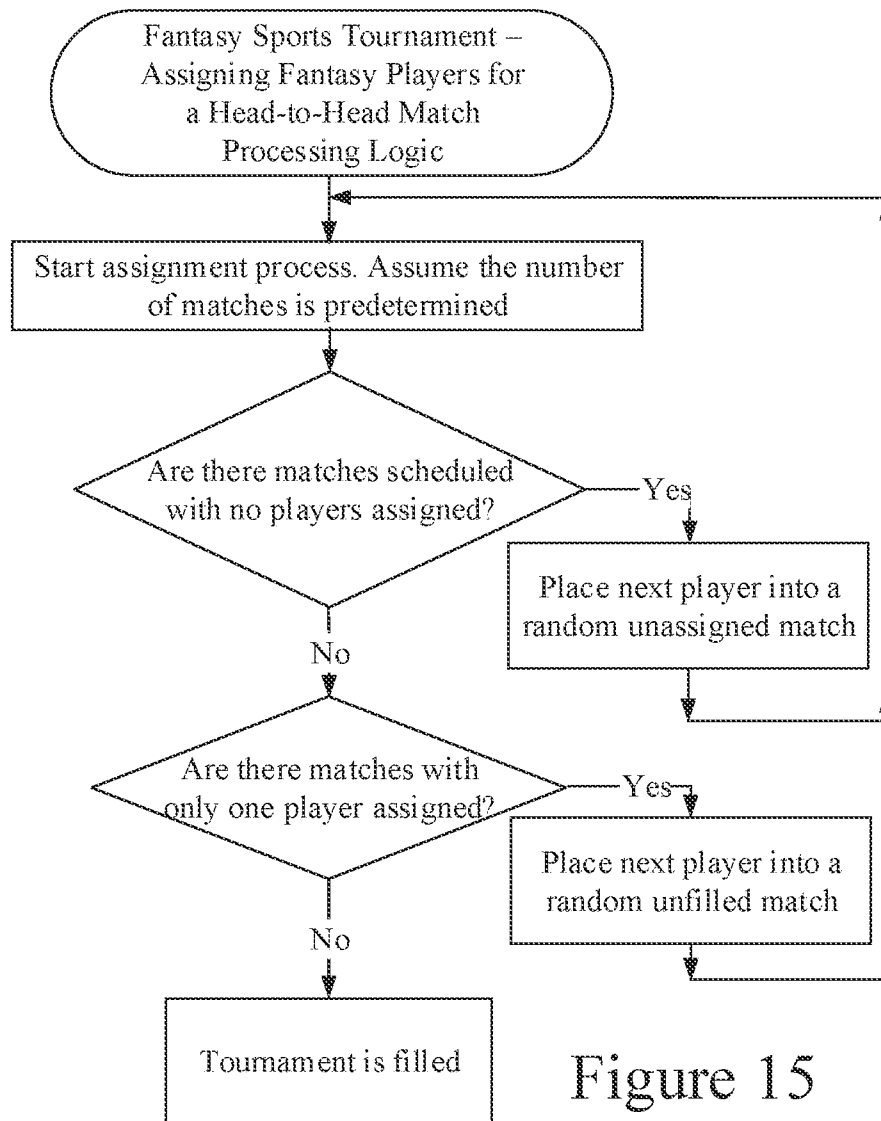 Fantasy Sports Tournament –
Assigning Fantasy Players for
a Head-to-Head Match
Processing Logic
Start assignment process. Assume the number
of matches is predetermined
Are there matches scheduled
with no players assigned?
Yes
Place next player into a
random unassigned match
No
Are there matches with
only one player assigned?
Yes
Place next player into a
random unfilled match
No
Tournament is filled
Figure 15